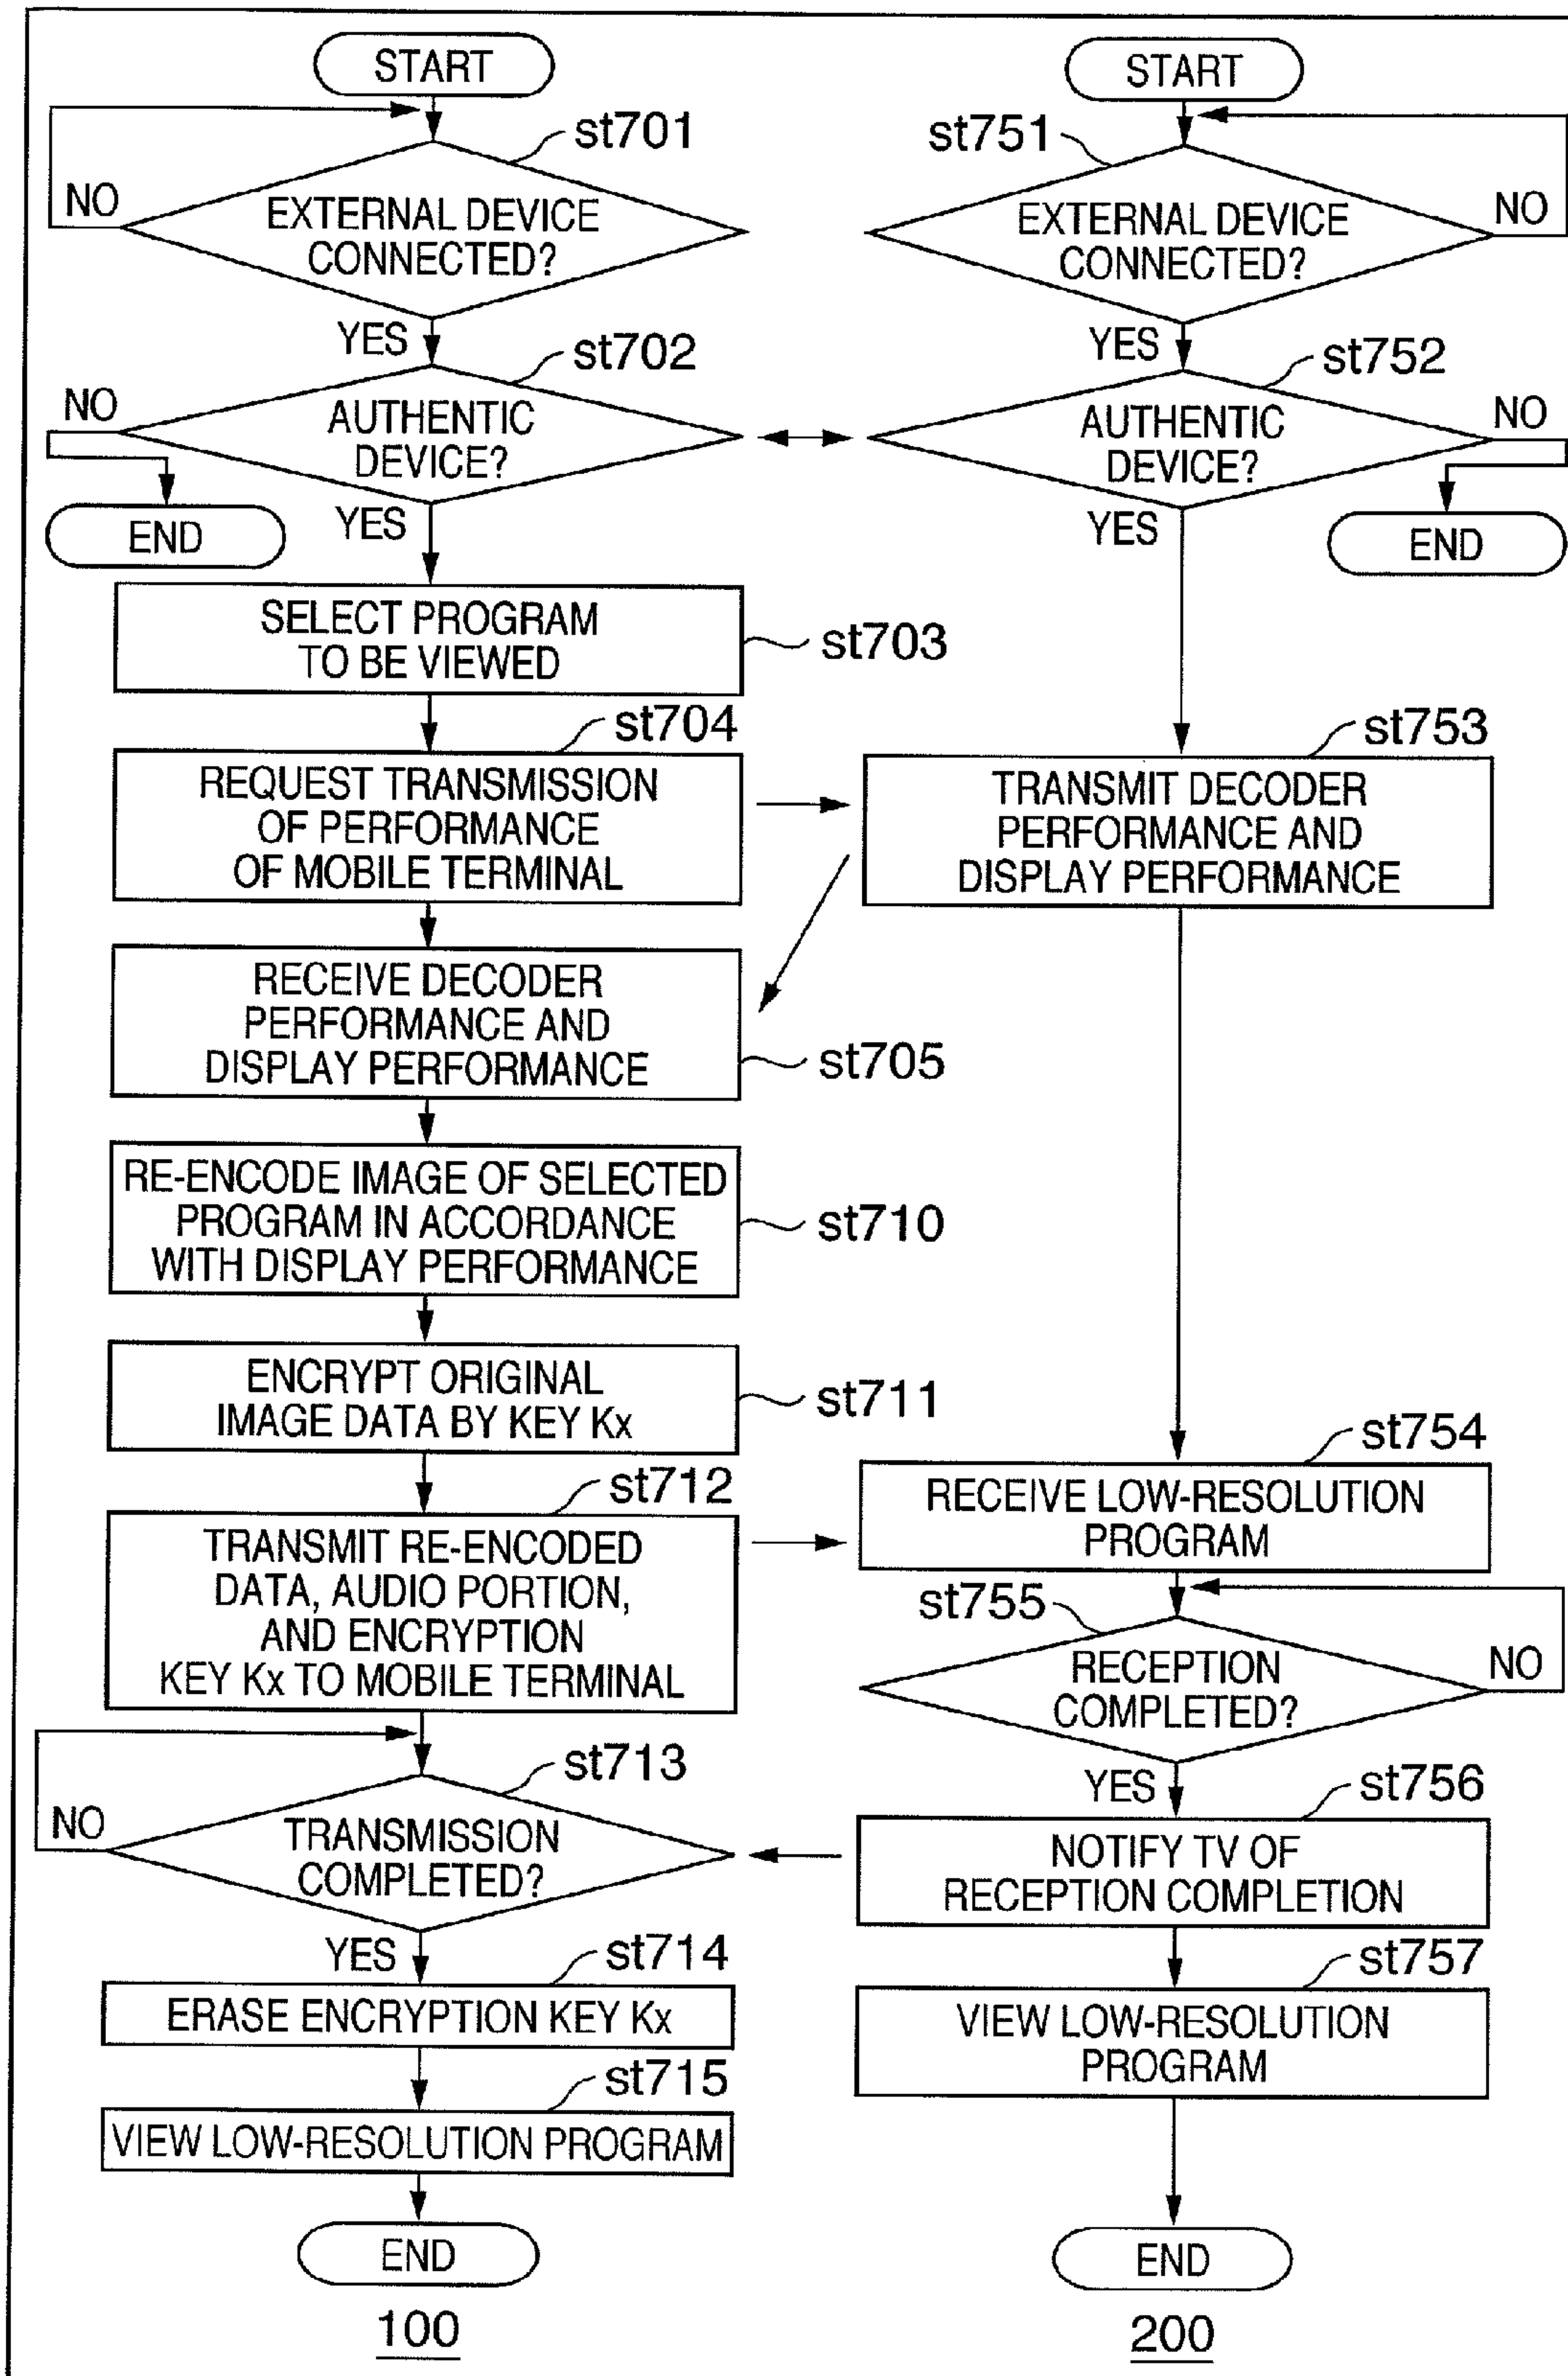 START
st701
NO
EXTERNAL DEVICE
CONNECTED?
YES
st702
NO
AUTHENTIC
DEVICE?
END
YES
SELECT PROGRAM
TO BE VIEWED
st703
st704
REQUEST TRANSMISSION
OF PERFORMANCE
OF MOBILE TERMINAL
RECEIVE DECODER
PERFORMANCE AND
DISPLAY PERFORMANCE
st705
RE-ENCODE IMAGE OF SELECTED
PROGRAM IN ACCORDANCE
WITH DISPLAY PERFORMANCE
st710
ENCRYPT ORIGINAL
IMAGE DATA BY KEY Kx
st711
st712
TRANSMIT RE-ENCODED
DATA, AUDIO PORTION,
AND ENCRYPTION
KEY Kx TO MOBILE TERMINAL
st713
NO
TRANSMISSION
COMPLETED?
YES
st714
ERASE ENCRYPTION KEY Kx
st715
VIEW LOW-RESOLUTION PROGRAM
END
100
START
st751
NO
EXTERNAL DEVICE
CONNECTED?
YES
st752
NO
AUTHENTIC
DEVICE?
YES
END
st753
TRANSMIT DECODER
PERFORMANCE AND
DISPLAY PERFORMANCE
st754
RECEIVE LOW-RESOLUTION
PROGRAM
st755
RECEPTION
COMPLETED?
NO
YES
st756
NOTIFY TV OF
RECEPTION COMPLETION
st757
VIEW LOW-RESOLUTION
PROGRAM
END
200